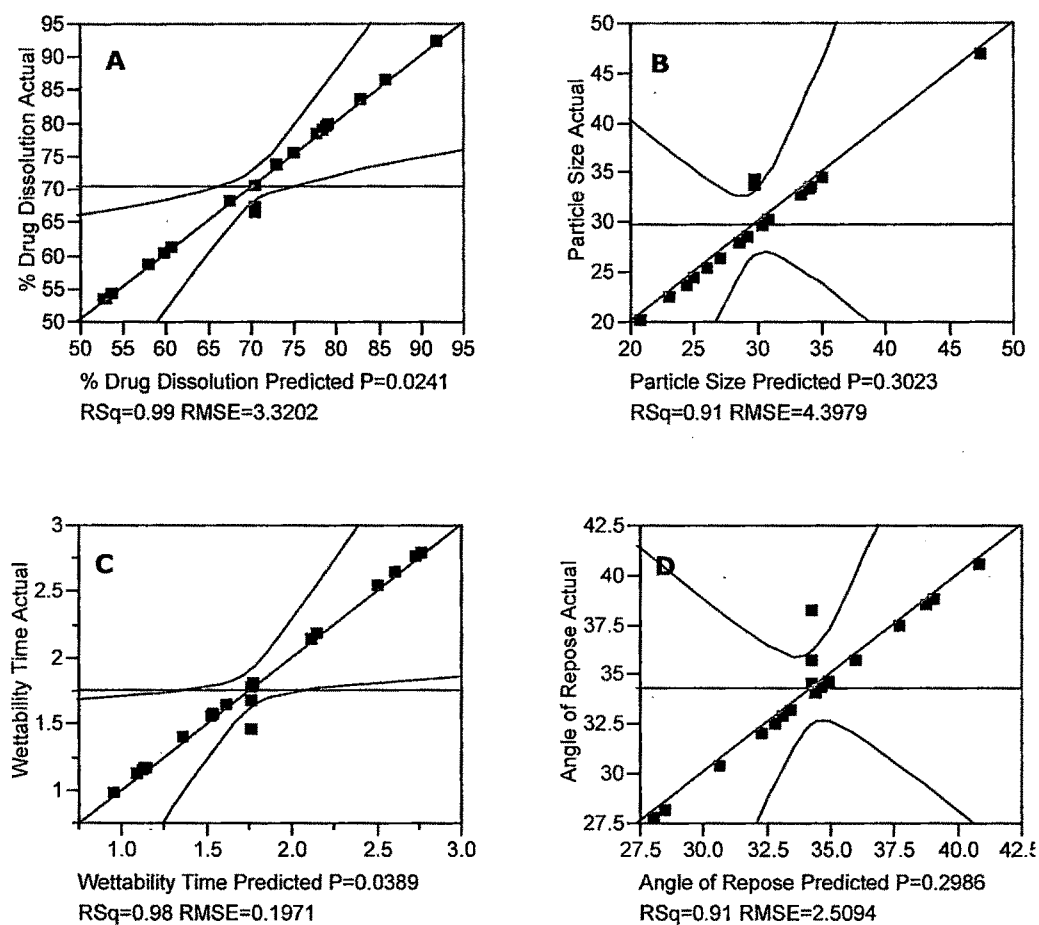 A
% Drug Dissolution Actual
95
90
85
80
75
70
65
60
55
50
50 55 60 65 70 75 80 85 90 95
% Drug Dissolution Predicted P=0.0241
RSq=0.99 RMSE=3.3202
B
Particle Size Actual
50
45
40
35
30
25
20
20 25 30 35 40 45 50
Particle Size Predicted P=0.3023
RSq=0.91 RMSE=4.3979
C
Wettability Time Actual
3
2.5
2
1.5
1
1.0 1.5 2.0 2.5 3.0
Wettability Time Predicted P=0.0389
RSq=0.98 RMSE=0.1971
D
Angle of Repose Actual
42.5
40
37.5
35
32.5
30
27.5
27.5 30.0 32.5 35.0 37.5 40.0 42.5
Angle of Repose Predicted P=0.2986
RSq=0.91 RMSE=2.5094